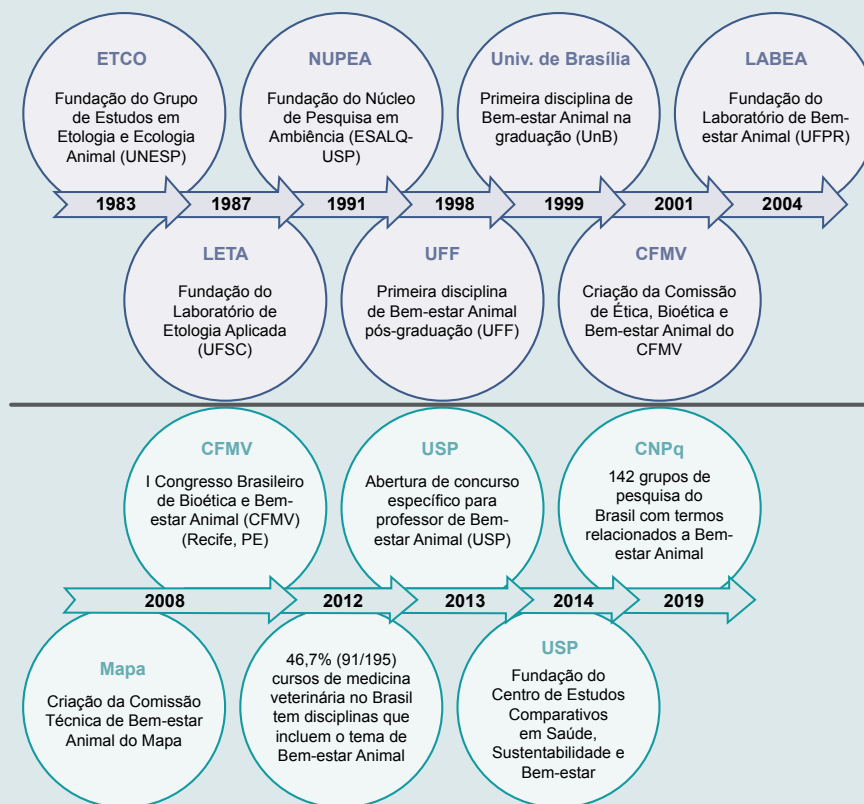 ETCO
Fundação do Grupo
de Estudos em
Etologia e Ecologia
Animal (UNESP)
NUPEA
Fundação do Núcleo
de Pesquisa em
Ambiência (ESALQ-
USP)
Univ. de Brasília
Primeira disciplina de
Bem-estar Animal na
graduação (UnB)
LABEA
Fundação do
Laboratório de Bem-
estar Animal (UFPR)
1983
1987
1991
1998
1999
2001
2004
LETA
Fundação do
Laboratório de
Etologia Aplicada
(UFSC)
UFF
Primeira disciplina
de Bem-estar Animal
pós-graduação (UFF)
CFMV
Criação da Comissão
de Ética, Bioética e
Bem-estar Animal do
CFMV
CFMV
I Congresso Brasileiro
de Bioética e Bem-
estar Animal (CFMV)
(Recife, PE)
USP
Abertura de concurso
específico para
professor de Bem-
estar Animal (USP)
CNPq
142 grupos de
pesquisa do
Brasil com termos
relacionados a Bem-
estar Animal
2008
2012
2013
2014
2019
Mapa
Criação da Comissão
Técnica de Bem-estar
Animal do Mapa
46,7% (91/195)
cursos de medicina
veterinária no Brasil
tem disciplinas que
incluem o tema de
Bem-estar Animal
USP
Fundação do
Centro de Estudos
Comparativos
em Saúde,
Sustentabilidade e
Bem-estar